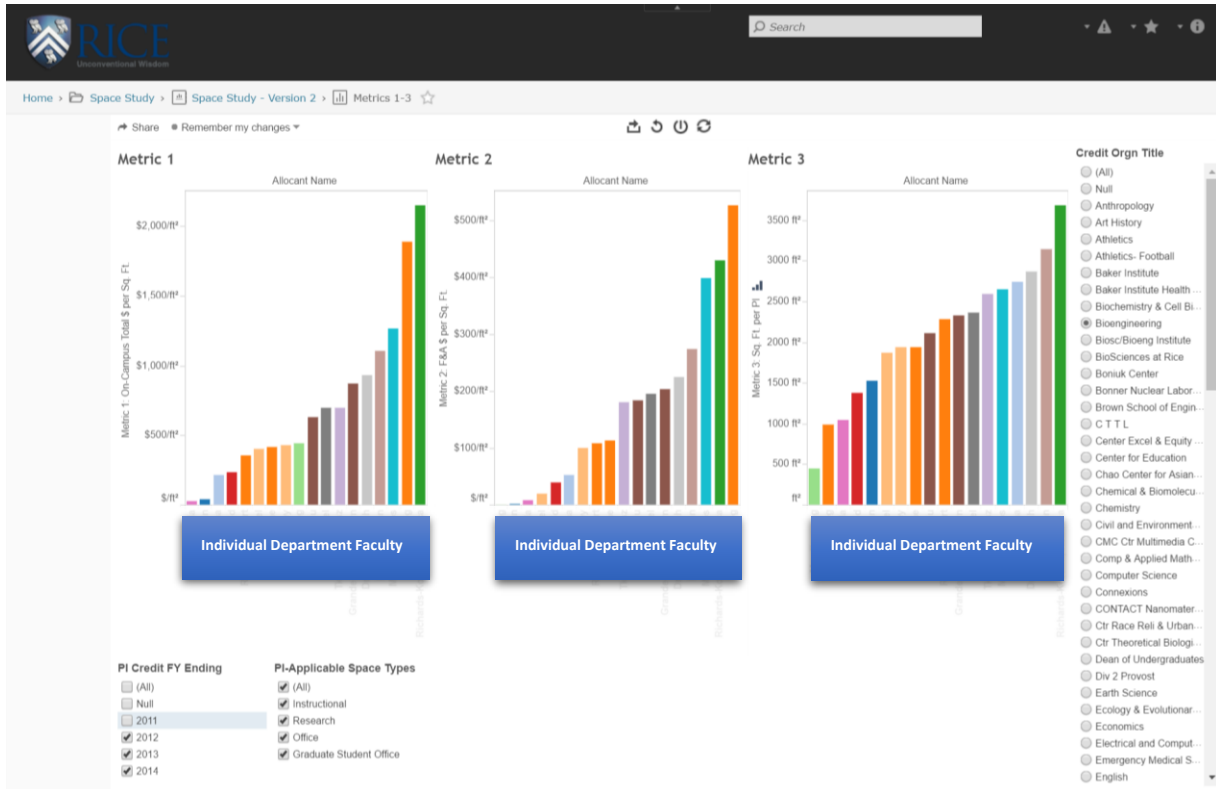 RICE
Unconventional Wisdom
Search
Home › Space Study › Space Study - Version 2 › Metrics 1-3
Share Remember my changes
Metric 1
Allocant Name
Metric 1: On-Campus Total $ per Sq. Ft.
$2,000/ft²
$1,500/ft²
$1,000/ft²
$500/ft²
$/ft²
Individual Department Faculty
Metric 2
Allocant Name
Metric 2: F&A $ per Sq. Ft.
$500/ft²
$400/ft²
$300/ft²
$200/ft²
$100/ft²
$/ft²
Individual Department Faculty
Metric 3
Allocant Name
Metric 3: Sq. Ft. per PI
3500 ft²
3000 ft²
2500 ft²
2000 ft²
1500 ft²
1000 ft²
500 ft²
ft²
Individual Department Faculty
PI Credit FY Ending
(All)
Null
2011
2012
2013
2014
PI-Applicable Space Types
(All)
Instructional
Research
Office
Graduate Student Office
Credit Orgn Title
(All)
Null
Anthropology
Art History
Athletics
Athletics- Football
Baker Institute
Baker Institute Health ...
Biochemistry & Cell Bi...
Bioengineering
Biosc/Bioeng Institute
BioSciences at Rice
Boniuk Center
Bonner Nuclear Labor...
Brown School of Engin...
C T T L
Center Excel & Equity ...
Center for Education
Chao Center for Asian...
Chemical & Biomolecu...
Chemistry
Civil and Environment...
CMC Ctr Multimedia C...
Comp & Applied Math...
Computer Science
Connexions
CONTACT Nanomater...
Ctr Race Reli & Urban...
Ctr Theoretical Biologi...
Dean of Undergraduates
Div 2 Provost
Earth Science
Ecology & Evolutionar...
Economics
Electrical and Comput...
Emergency Medical S...
English